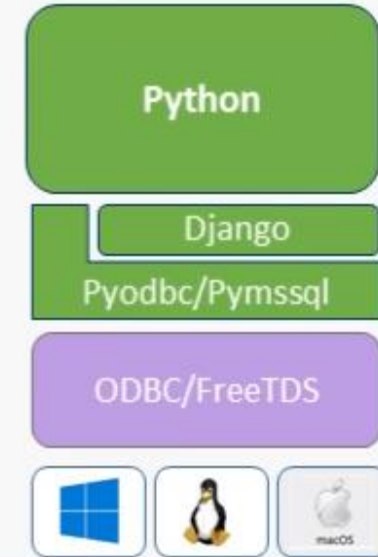 Python
Django
Pyodbc/Pymssql
ODBC/FreeTDS
macOS